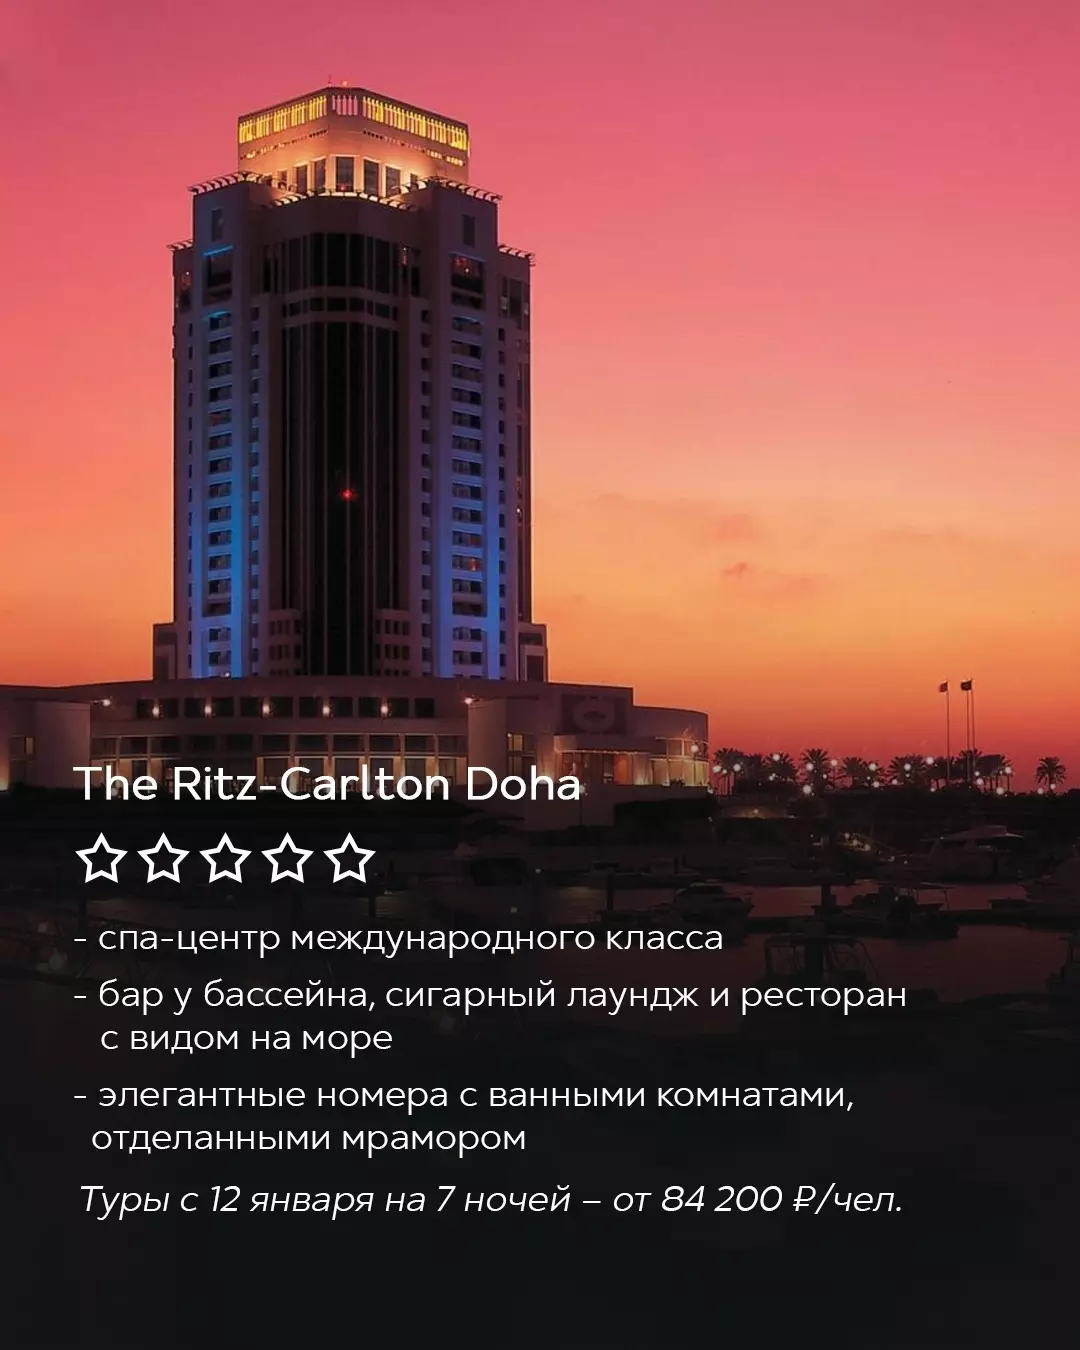 The Ritz-Carlton Doha
- спа-центр международного класса
- бар у бассейна, сигарный лаундж и ресторан
с видом на море
- элегантные номера с ванными комнатами,
отделанными мрамором
Туры с 12 января на 7 ночей – от 84 200 ₽/чел.